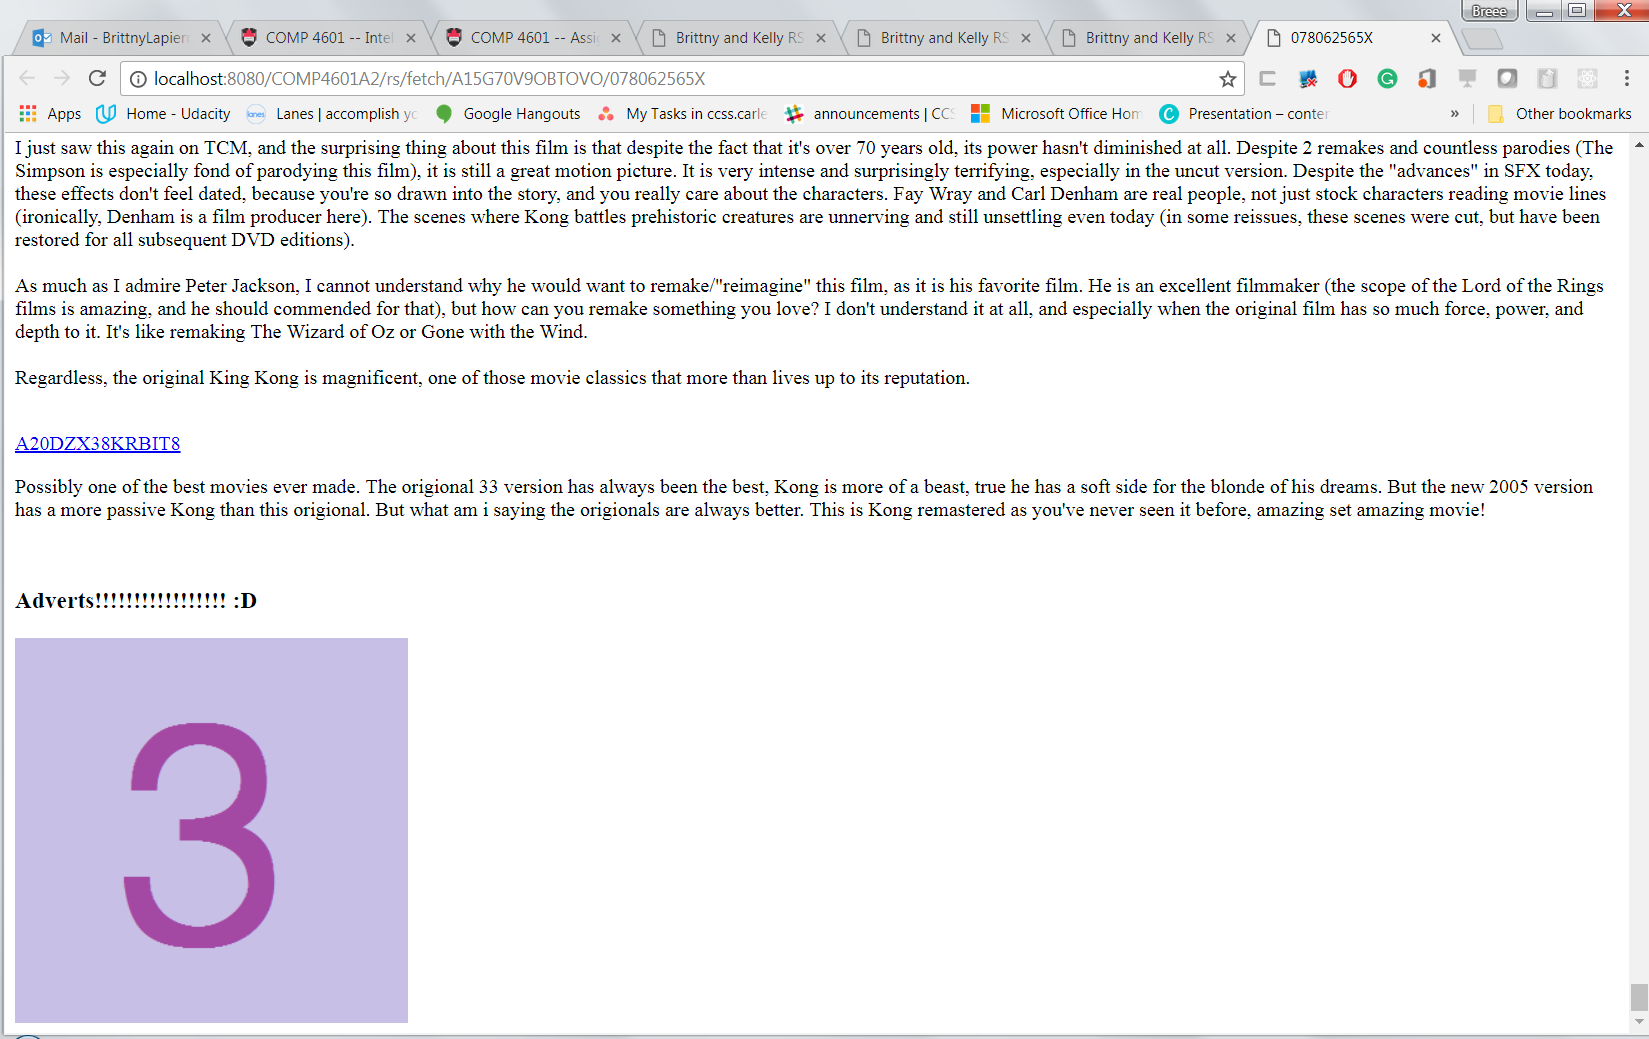 Breee
Mail - BrittnyLapier
COMP 4601 -- Intel
COMP 4601 -- Assi
Brittny and Kelly RS
Brittny and Kelly RS
Brittny and Kelly RS
078062565X
localhost:8080/COMP4601A2/rs/fetch/A15G70V9OBTOVO/078062565X
Apps
Home - Udacity
Lanes | accomplish yo
Google Hangouts
My Tasks in ccss.carle
announcements | CCS
Microsoft Office Hom
Presentation – conter
»
Other bookmarks
I just saw this again on TCM, and the surprising thing about this film is that despite the fact that it's over 70 years old, its power hasn't diminished at all. Despite 2 remakes and countless parodies (The
Simpson is especially fond of parodying this film), it is still a great motion picture. It is very intense and surprisingly terrifying, especially in the uncut version. Despite the "advances" in SFX today,
these effects don't feel dated, because you're so drawn into the story, and you really care about the characters. Fay Wray and Carl Denham are real people, not just stock characters reading movie lines
(ironically, Denham is a film producer here). The scenes where Kong battles prehistoric creatures are unnerving and still unsettling even today (in some reissues, these scenes were cut, but have been
restored for all subsequent DVD editions).
As much as I admire Peter Jackson, I cannot understand why he would want to remake/"reimagine" this film, as it is his favorite film. He is an excellent filmmaker (the scope of the Lord of the Rings
films is amazing, and he should commended for that), but how can you remake something you love? I don't understand it at all, and especially when the original film has so much force, power, and
depth to it. It's like remaking The Wizard of Oz or Gone with the Wind.
Regardless, the original King Kong is magnificent, one of those movie classics that more than lives up to its reputation.
A20DZX38KRBIT8
Possibly one of the best movies ever made. The origional 33 version has always been the best, Kong is more of a beast, true he has a soft side for the blonde of his dreams. But the new 2005 version
has a more passive Kong than this origional. But what am i saying the origionals are always better. This is Kong remastered as you've never seen it before, amazing set amazing movie!
Adverts!!!!!!!!!!!!!!!!! :D
3